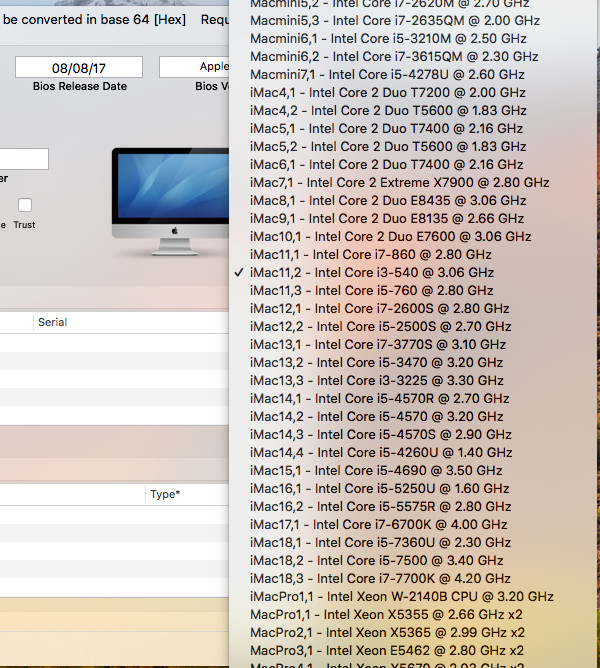 be converted in base 64 [Hex] Requ
08/08/17
Apple
Bios Release Date
Bios Ve
er
e
Trust
Serial
Type*
Macmini5,2 - Intel Core i7-2620M @ 2.70 GHz
Macmini5,3 - Intel Core i7-2635QM @ 2.00 GHz
Macmini6,1 - Intel Core i5-3210M @ 2.50 GHz
Macmini6,2 - Intel Core i7-3615QM @ 2.30 GHz
Macmini7,1 - Intel Core i5-4278U @ 2.60 GHz
iMac4,1 - Intel Core 2 Duo T7200 @ 2.00 GHz
iMac4,2 - Intel Core 2 Duo T5600 @ 1.83 GHz
iMac5,1 - Intel Core 2 Duo T7400 @ 2.16 GHz
iMac5,2 - Intel Core 2 Duo T5600 @ 1.83 GHz
iMac6,1 - Intel Core 2 Duo T7400 @ 2.16 GHz
iMac7,1 - Intel Core 2 Extreme X7900 @ 2.80 GHz
iMac8,1 - Intel Core 2 Duo E8435 @ 3.06 GHz
iMac9,1 - Intel Core 2 Duo E8135 @ 2.66 GHz
iMac10,1 - Intel Core 2 Duo E7600 @ 3.06 GHz
iMac11,1 - Intel Core i7-860 @ 2.80 GHz
✓ iMac11,2 - Intel Core i3-540 @ 3.06 GHz
iMac11,3 - Intel Core i5-760 @ 2.80 GHz
iMac12,1 - Intel Core i7-2600S @ 2.80 GHz
iMac12,2 - Intel Core i5-2500S @ 2.70 GHz
iMac13,1 - Intel Core i7-3770S @ 3.10 GHz
iMac13,2 - Intel Core i5-3470 @ 3.20 GHz
iMac13,3 - Intel Core i3-3225 @ 3.30 GHz
iMac14,1 - Intel Core i5-4570R @ 2.70 GHz
iMac14,2 - Intel Core i5-4570 @ 3.20 GHz
iMac14,3 - Intel Core i5-4570S @ 2.90 GHz
iMac14,4 - Intel Core i5-4260U @ 1.40 GHz
iMac15,1 - Intel Core i5-4690 @ 3.50 GHz
iMac16,1 - Intel Core i5-5250U @ 1.60 GHz
iMac16,2 - Intel Core i5-5575R @ 2.80 GHz
iMac17,1 - Intel Core i7-6700K @ 4.00 GHz
iMac18,1 - Intel Core i5-7360U @ 2.30 GHz
iMac18,2 - Intel Core i5-7500 @ 3.40 GHz
iMac18,3 - Intel Core i7-7700K @ 4.20 GHz
iMacPro1,1 - Intel Xeon W-2140B CPU @ 3.20 GHz
MacPro1,1 - Intel Xeon X5355 @ 2.66 GHz x2
MacPro2,1 - Intel Xeon X5365 @ 2.99 GHz x2
MacPro3,1 - Intel Xeon E5462 @ 2.80 GHz x2
MacPro4,1 - Intel Xeon X5670 @ 2.93 GHz x2